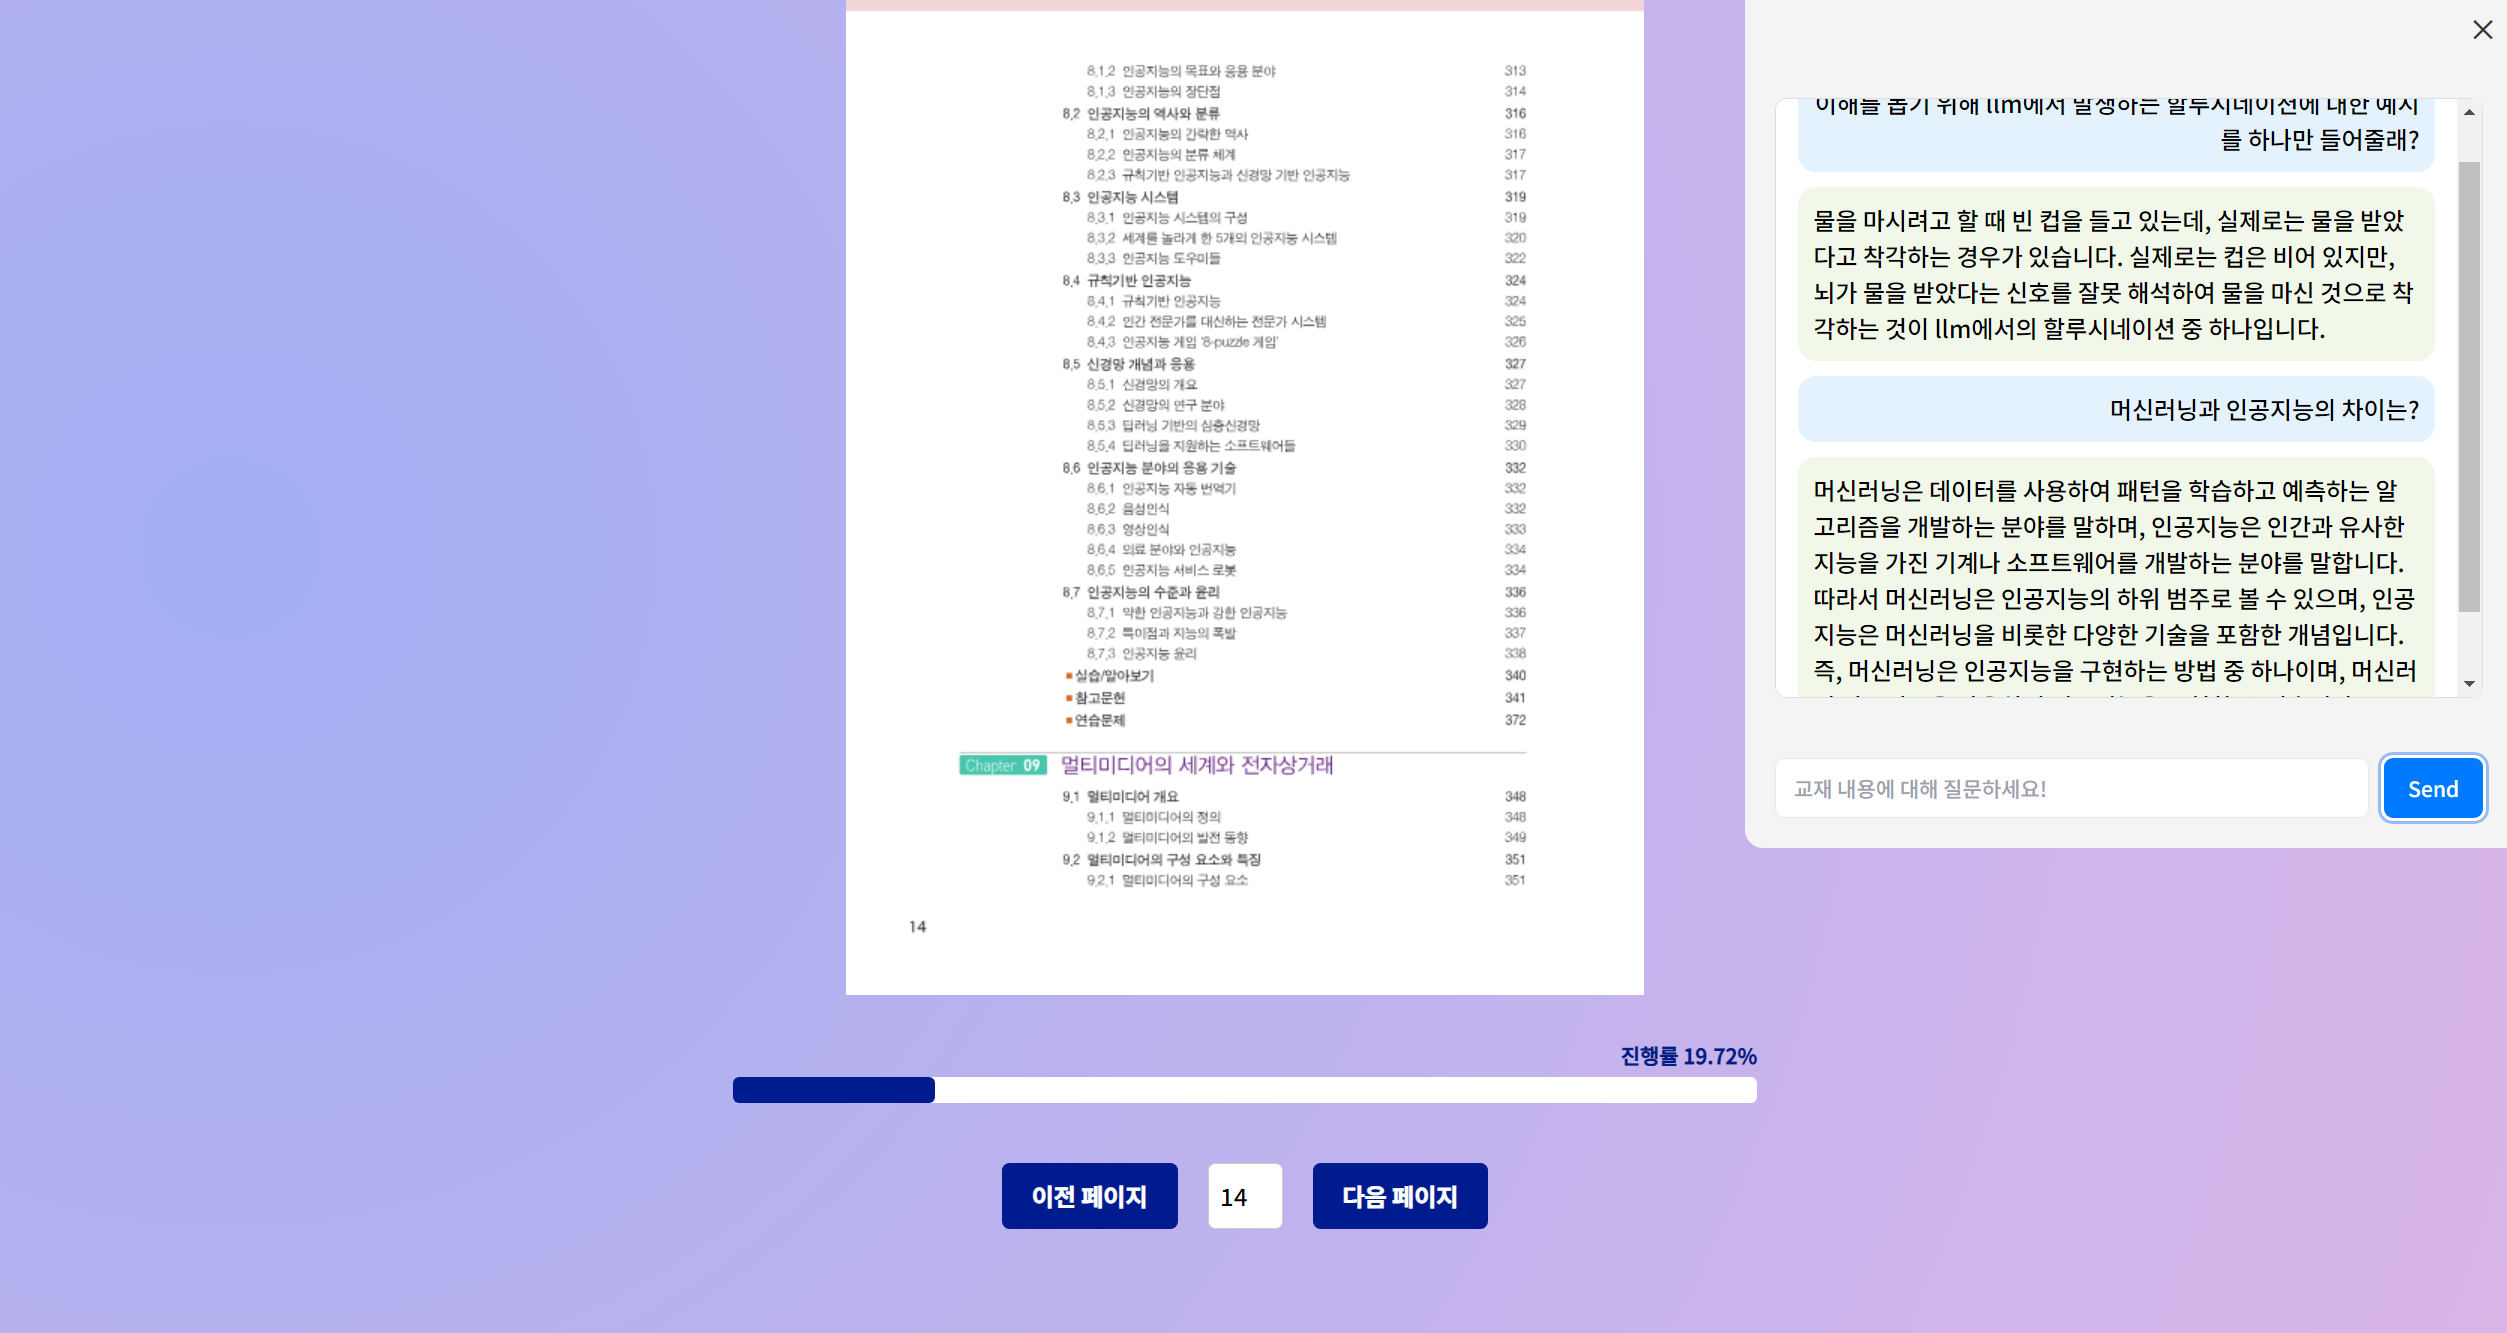 8.1.2 인공지능의 목표와 응용 분야 313
8.1.3 인공지능의 장단점 314
8.2 인공지능의 역사와 분류 316
8.2.1 인공지능의 간략한 역사 316
8.2.2 인공지능의 분류 체계 317
8.2.3 규칙기반 인공지능과 신경망 기반 인공지능 317
8.3 인공지능 시스템 319
8.3.1 인공지능 시스템의 구성 319
8.3.2 세계를 놀라게 한 5개의 인공지능 시스템 320
8.3.3 인공지능 도우미들 322
8.4 규칙기반 인공지능 324
8.4.1 규칙기반 인공지능 324
8.4.2 인간 전문가를 대신하는 전문가 시스템 325
8.4.3 인공지능 게임 '8-puzzle 게임' 326
8.5 신경망 개념과 응용 327
8.5.1 신경망의 개요 327
8.5.2 신경망의 연구 분야 328
8.5.3 딥러닝 기반의 심층신경망 329
8.5.4 딥러닝을 지원하는 소프트웨어들 330
8.6 인공지능 분야의 응용 기술 332
8.6.1 인공지능 자동 번역기 332
8.6.2 음성인식 332
8.6.3 영상인식 333
8.6.4 의료 분야와 인공지능 334
8.6.5 인공지능 서비스 로봇 334
8.7 인공지능의 수준과 윤리 336
8.7.1 약한 인공지능과 강한 인공지능 336
8.7.2 특이점과 지능의 폭발 337
8.7.3 인공지능 윤리 338
■ 실습/알아보기 340
■ 참고문헌 341
■ 연습문제 372
Chapter 09 멀티미디어의 세계와 전자상거래
9.1 멀티미디어 개요 348
9.1.1 멀티미디어의 정의 348
9.1.2 멀티미디어의 발전 동향 349
9.2 멀티미디어의 구성 요소와 특징 351
9.2.1 멀티미디어의 구성 요소 351
14
진행률 19.72%
이전 페이지
14
다음 페이지
이해를 돕기 위해 llm에서 발생하는 할루시네이션에 대한 예시
를 하나만 들어줄래?
물을 마시려고 할 때 빈 컵을 들고 있는데, 실제로는 물을 받았
다고 착각하는 경우가 있습니다. 실제로는 컵은 비어 있지만,
뇌가 물을 받았다는 신호를 잘못 해석하여 물을 마신 것으로 착
각하는 것이 llm에서의 할루시네이션 중 하나입니다.
머신러닝과 인공지능의 차이는?
머신러닝은 데이터를 사용하여 패턴을 학습하고 예측하는 알
고리즘을 개발하는 분야를 말하며, 인공지능은 인간과 유사한
지능을 가진 기계나 소프트웨어를 개발하는 분야를 말합니다.
따라서 머신러닝은 인공지능의 하위 범주로 볼 수 있으며, 인공
지능은 머신러닝을 비롯한 다양한 기술을 포함한 개념입니다.
즉, 머신러닝은 인공지능을 구현하는 방법 중 하나이며, 머신러
교재 내용에 대해 질문하세요!
Send